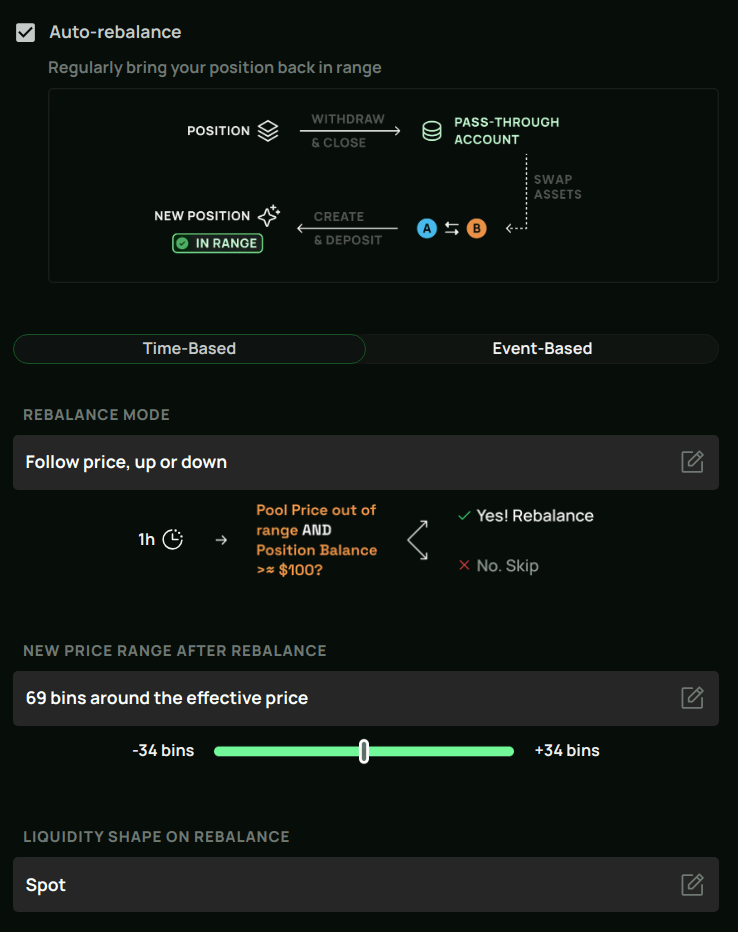 Auto-rebalance
Regularly bring your position back in range
POSITION
WITHDRAW
& CLOSE
PASS-THROUGH
ACCOUNT
SWAP
ASSETS
NEW POSITION
IN RANGE
CREATE
& DEPOSIT
A
B
Time-Based
Event-Based
REBALANCE MODE
Follow price, up or down
1h
Pool Price out of
range AND
Position Balance
>≈ $100?
Yes! Rebalance
No. Skip
NEW PRICE RANGE AFTER REBALANCE
69 bins around the effective price
-34 bins
+34 bins
LIQUIDITY SHAPE ON REBALANCE
Spot